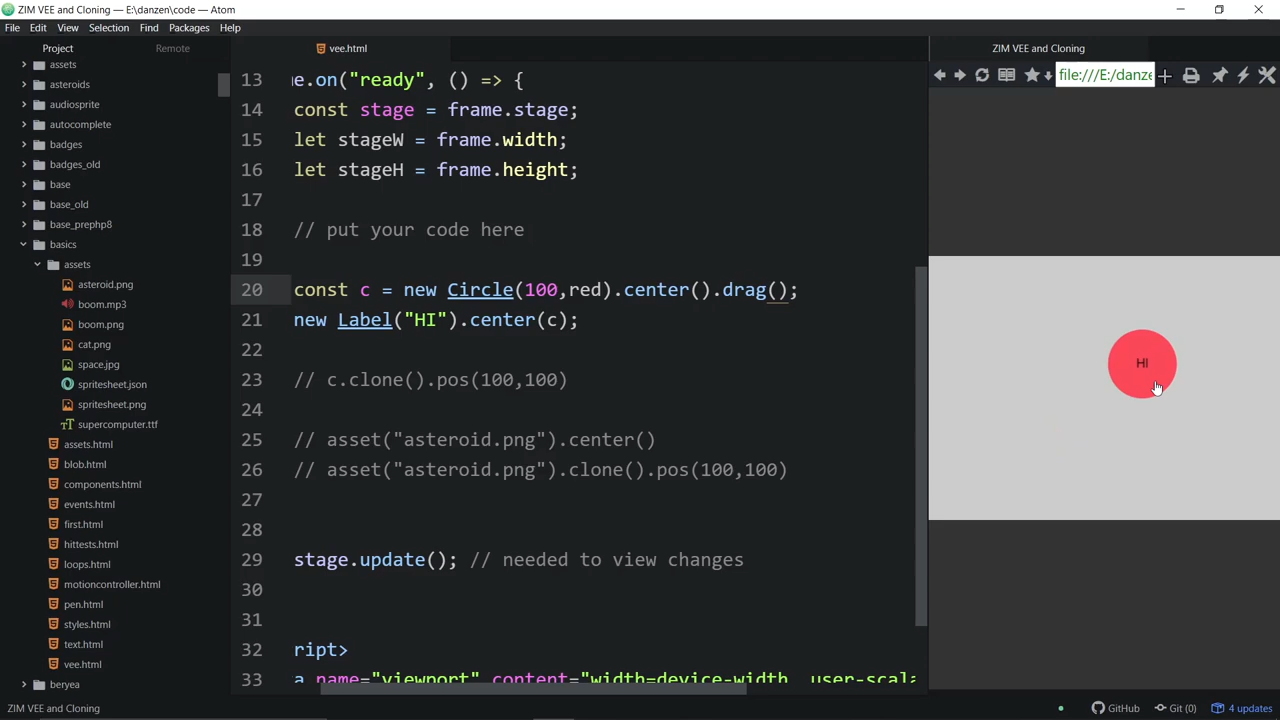 ZIM VEE and Cloning — E:\danzen\code — Atom
File Edit View Selection Find Packages Help
Project Remote
assets
asteroids
audiosprite
autocomplete
badges
badges_old
base
base_old
base_prephp8
basics
assets
asteroid.png
boom.mp3
boom.png
cat.png
space.jpg
spritesheet.json
spritesheet.png
supercomputer.ttf
assets.html
blob.html
components.html
events.html
first.html
hittests.html
loops.html
motioncontroller.html
pen.html
styles.html
text.html
vee.html
beryea
vee.html
13 e.on("ready", () => {
14 const stage = frame.stage;
15 let stageW = frame.width;
16 let stageH = frame.height;
17
18 // put your code here
19
20 const c = new Circle(100,red).center().drag();
21 new Label("HI").center(c);
22
23 // c.clone().pos(100,100)
24
25 // asset("asteroid.png").center()
26 // asset("asteroid.png").clone().pos(100,100)
27
28
29 stage.update(); // needed to view changes
30
31
32 ript>
33 a name="viewport" content="width=device-width, user-scala
ZIM VEE and Cloning
file:///E:/danze
HI
ZIM VEE and Cloning
GitHub Git (0) 4 updates